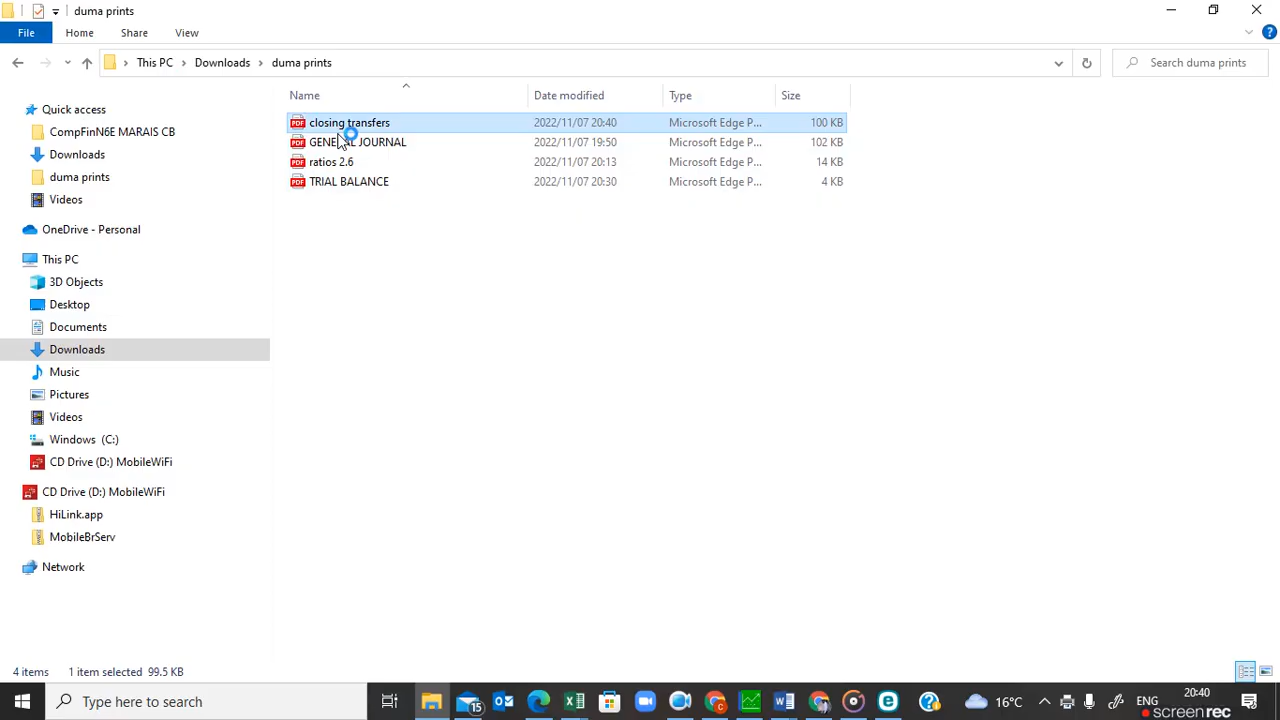 duma prints
File
Home
Share
View
This PC
Downloads
duma prints
Search duma prints
Name
Date modified
Type
Size
closing transfers
2022/11/07 20:40
Microsoft Edge P...
100 KB
GENERAL JOURNAL
2022/11/07 19:50
Microsoft Edge P...
102 KB
ratios 2.6
2022/11/07 20:13
Microsoft Edge P...
14 KB
TRIAL BALANCE
2022/11/07 20:30
Microsoft Edge P...
4 KB
Quick access
CompFinN6E MARAIS CB
Downloads
duma prints
Videos
OneDrive - Personal
This PC
3D Objects
Desktop
Documents
Downloads
Music
Pictures
Videos
Windows (C:)
CD Drive (D:) MobileWiFi
CD Drive (D:) MobileWiFi
HiLink.app
MobileBrServ
Network
4 items
1 item selected 99.5 KB
Type here to search
15
16°C
ENG
20:40
screenrec